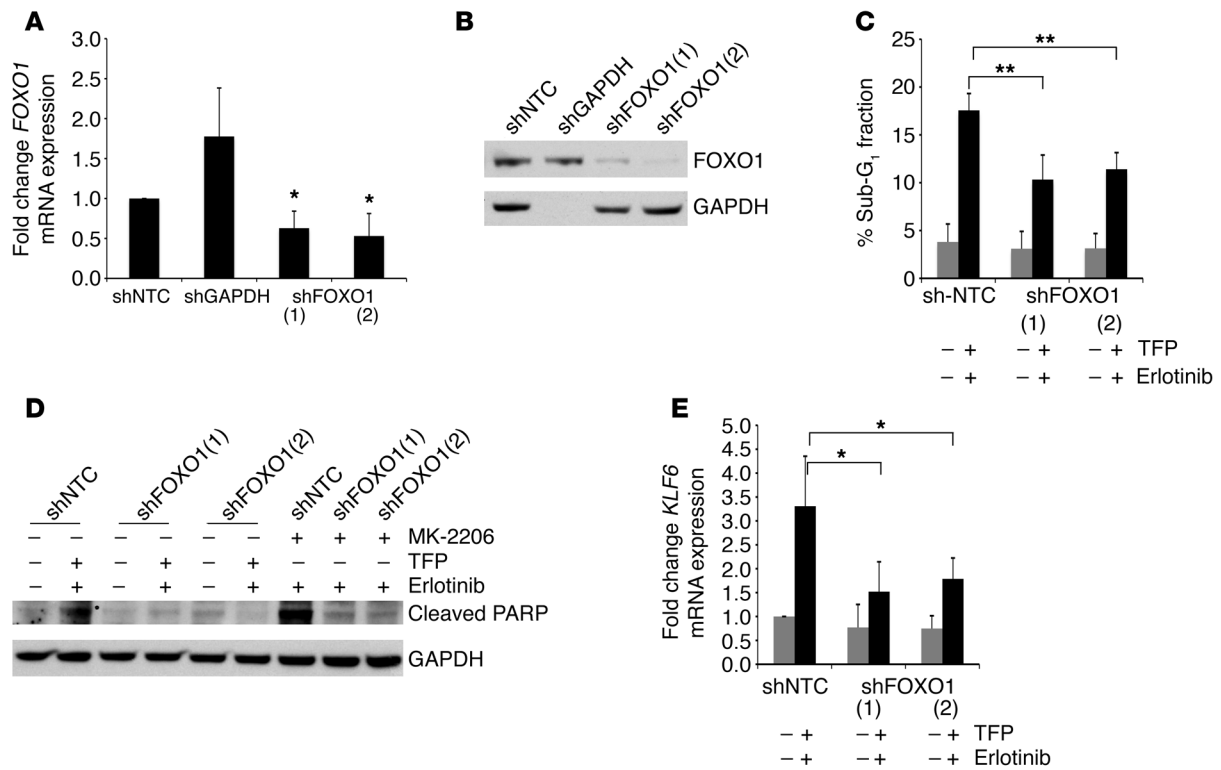 A
Fold change FOXO1
mRNA expression
3.0
2.5
2.0
1.5
1.0
0.5
0.0
* *
shNTC shGAPDH shFOXO1
(1) (2)
B
shNTC shGAPDH shFOXO1(1) shFOXO1(2)
FOXO1
GAPDH
C
% Sub-G1 fraction
25
20
15
10
5
0
**
**
sh-NTC shFOXO1
(1) (2)
− + − + − + TFP
− + − + − + Erlotinib
D
shNTC shFOXO1(1) shFOXO1(2) shNTC shFOXO1(1) shFOXO1(2)
− − − − − − + + + MK-2206
− + − + − + − − − TFP
− + − + − + + + + Erlotinib
Cleaved PARP
GAPDH
E
Fold change KLF6
mRNA expression
5.0
4.5
4.0
3.5
3.0
2.5
2.0
1.5
1.0
0.5
0.0
*
*
shNTC shFOXO1
(1) (2)
− + − + − + TFP
− + − + − + Erlotinib